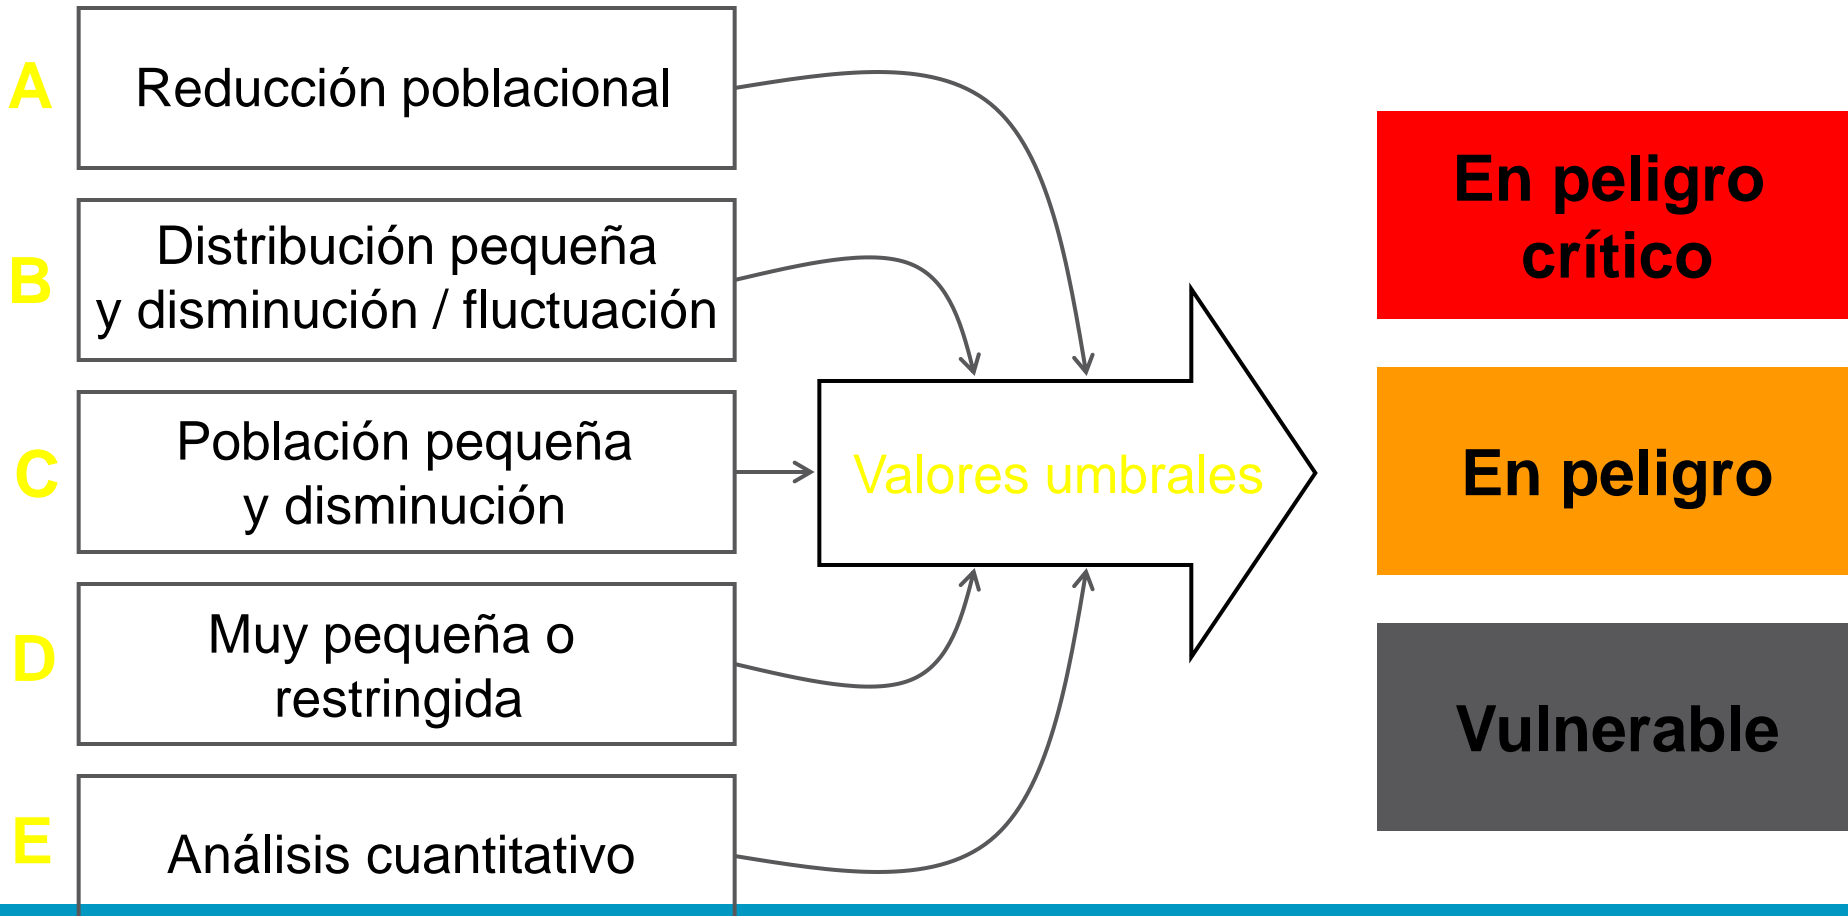 A
Reducción poblacional
B
Distribución pequeña
y disminución / fluctuación
C
Población pequeña
y disminución
D
Muy pequeña o
restringida
E
Análisis cuantitativo
Valores umbrales
En peligro
crítico
En peligro
Vulnerable